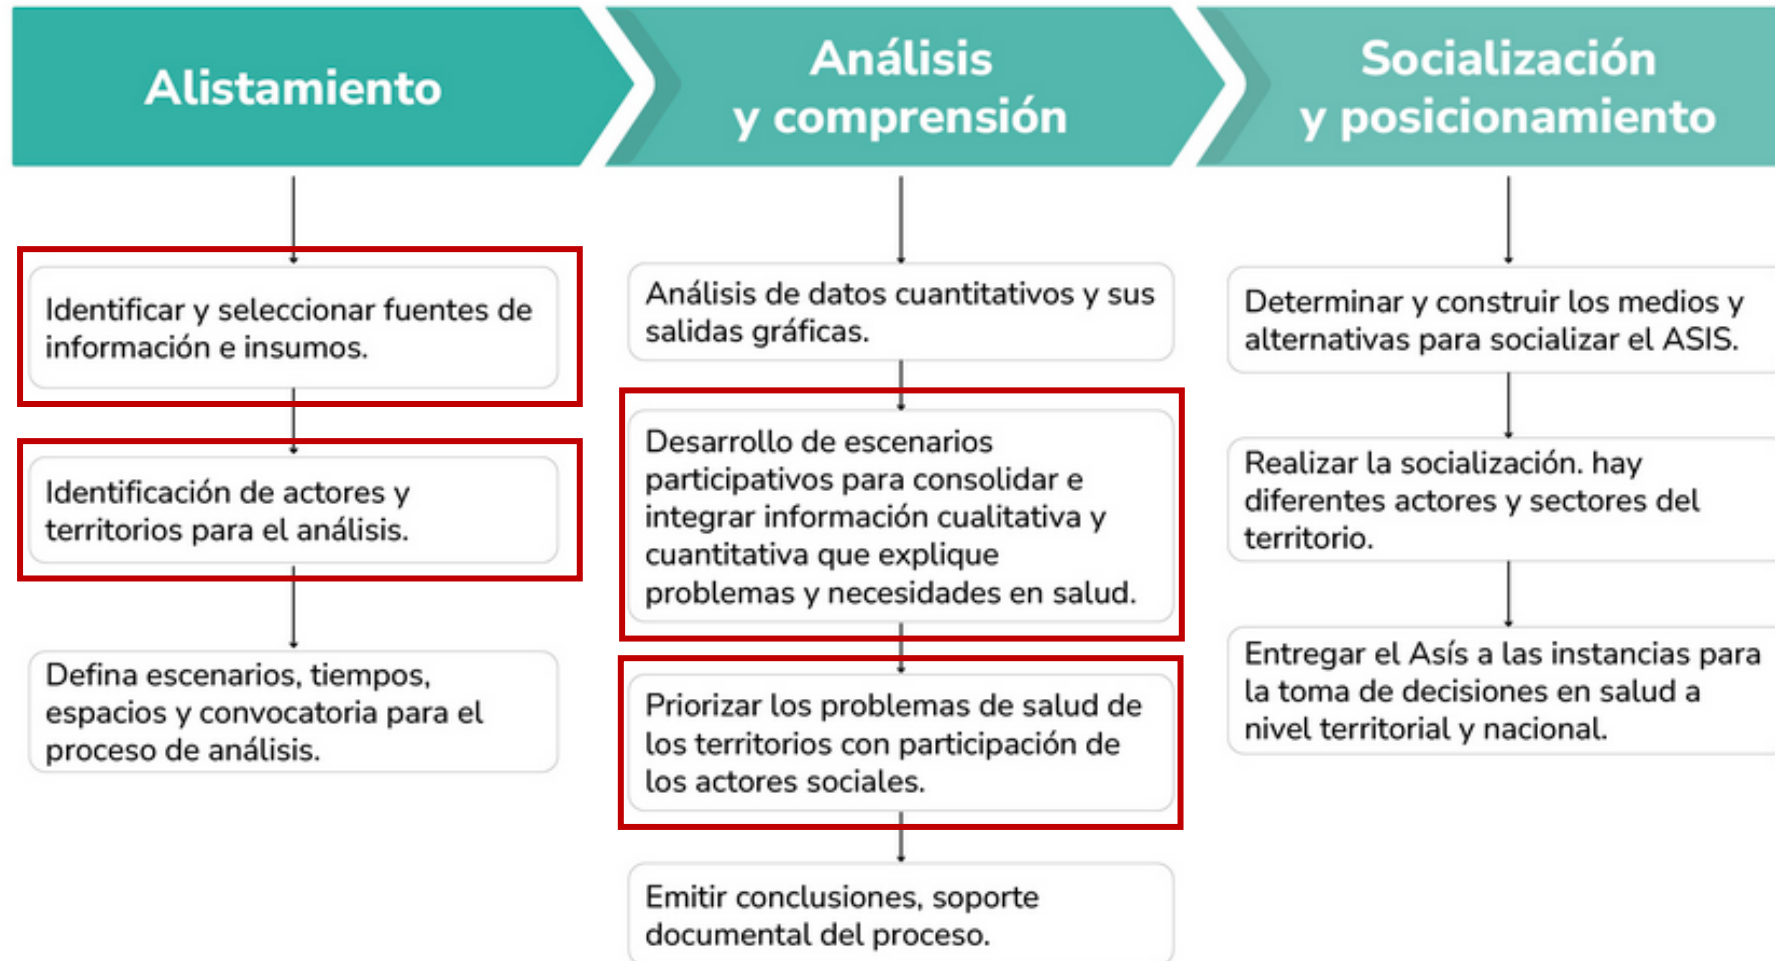 Alistamiento
Identificar y seleccionar fuentes de
información e insumos.
Identificación de actores y
territorios para el análisis.
Defina escenarios, tiempos,
espacios y convocatoria para el
proceso de análisis.
Análisis
y comprensión
Análisis de datos cuantitativos y sus
salidas gráficas.
Desarrollo de escenarios
participativos para consolidar e
integrar información cualitativa y
cuantitativa que explique
problemas y necesidades en salud.
Priorizar los problemas de salud de
los territorios con participación de
los actores sociales.
Emitir conclusiones, soporte
documental del proceso.
Socialización
y posicionamiento
Determinar y construir los medios y
alternativas para socializar el ASIS.
Realizar la socialización. hay
diferentes actores y sectores del
territorio.
Entregar el Asís a las instancias para
la toma de decisiones en salud a
nivel territorial y nacional.